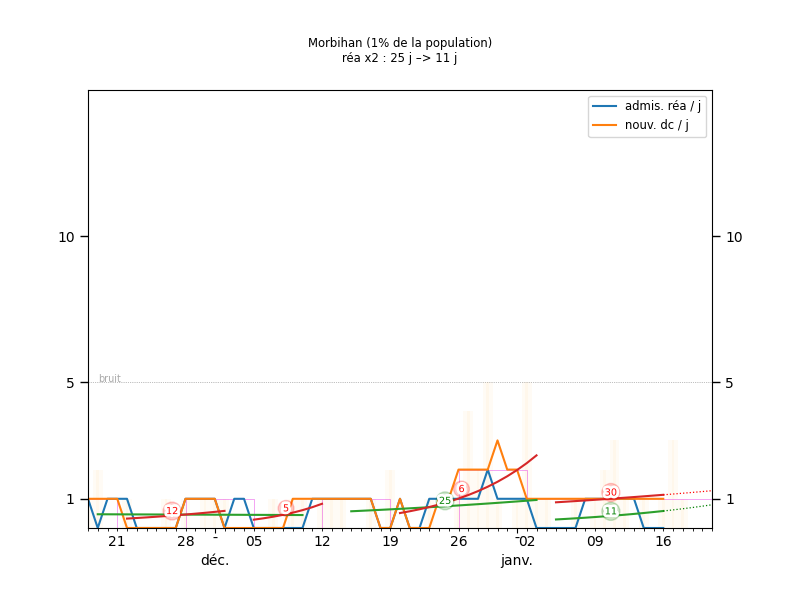 Morbihan (1% de la population)
réa x2 : 25 j –> 11 j
admis. réa / j
nouv. dc / j
10 10
bruit
5 5
6
30
25
12 5 11
1 1
21 28 - 05 12 19 26 - 02 09 16
déc. janv.